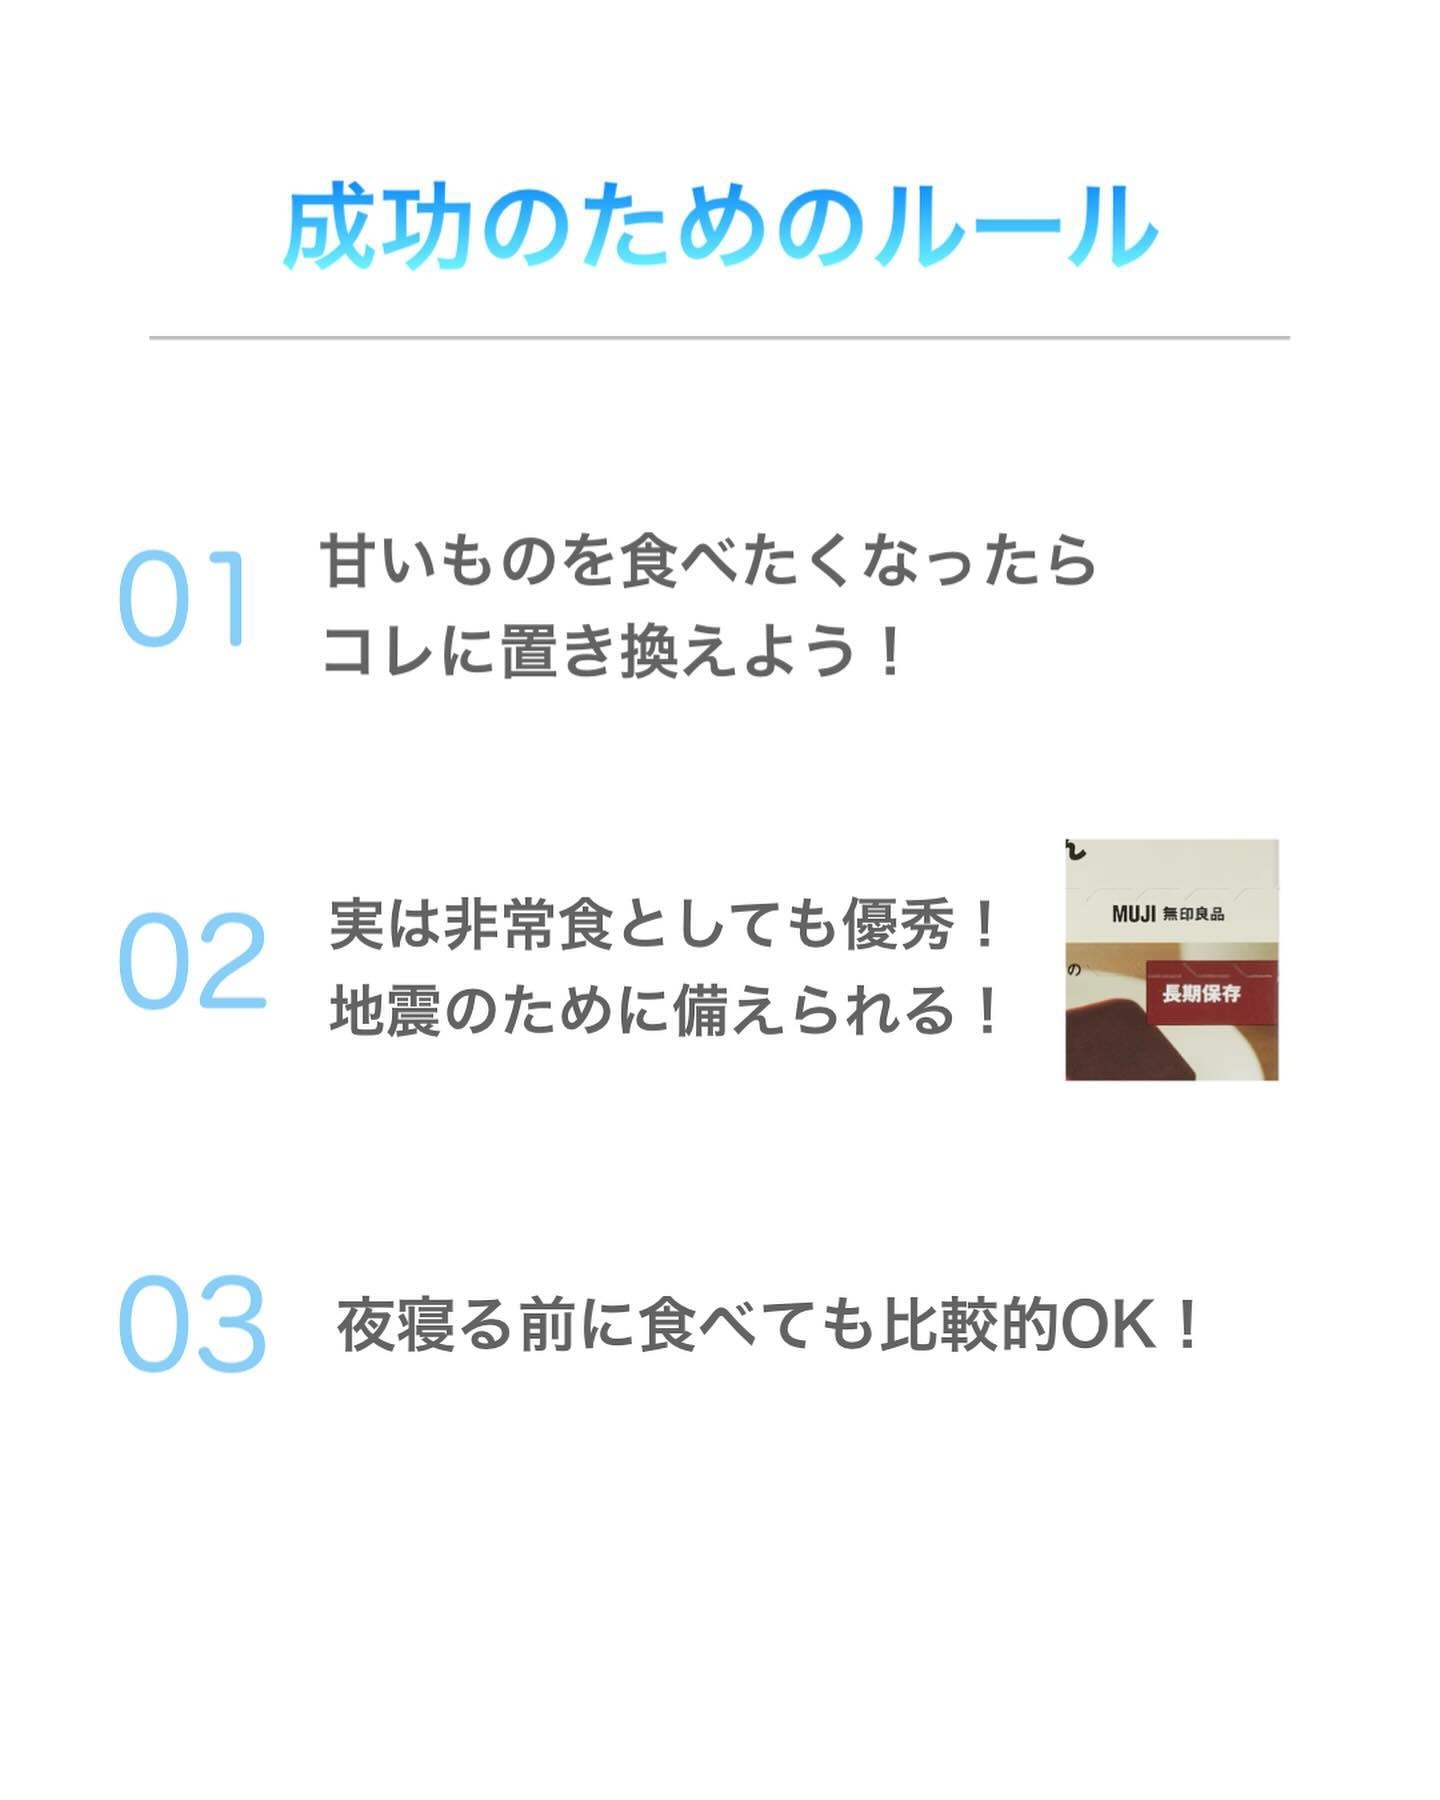 成功のためのルール
01
甘いものを食べたくなったら
コレに置き換えよう！
02
実は非常食としても優秀！
地震のために備えられる！
ん
MUJI 無印良品
の
長期保存
03
夜寝る前に食べても比較的OK！